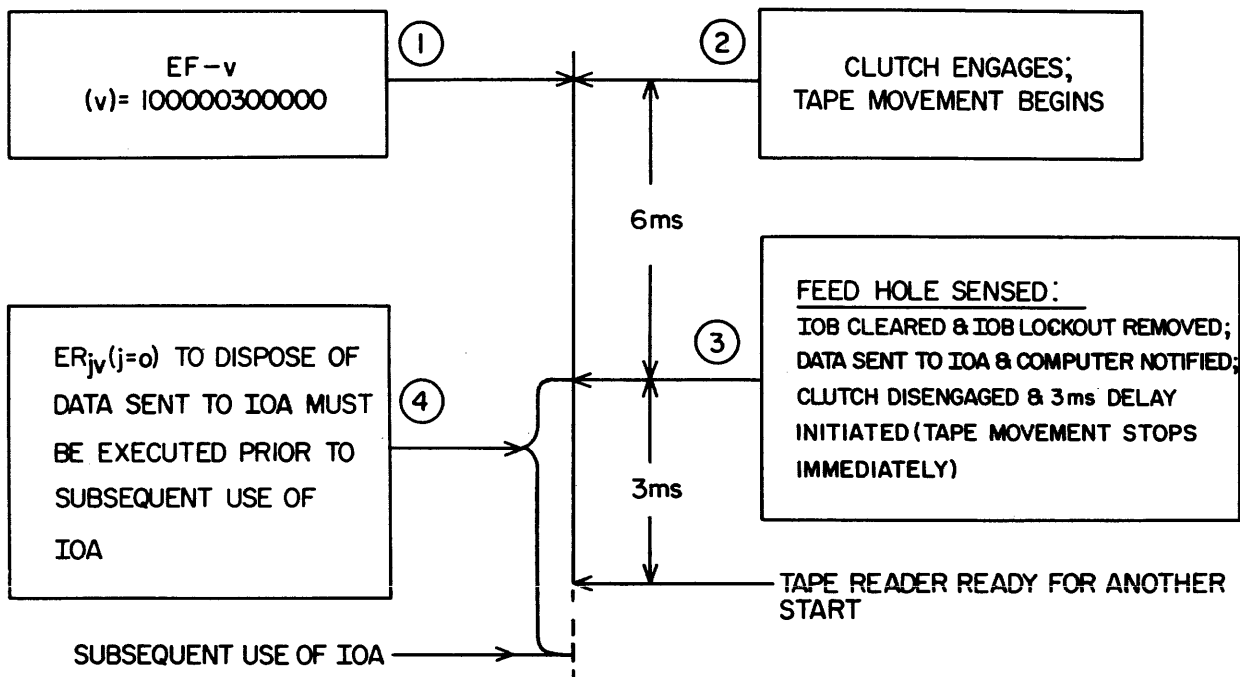 1
EF-v
(v)= 100000300000
2
CLUTCH ENGAGES;
TAPE MOVEMENT BEGINS
6ms
3
FEED HOLE SENSED:
IOB CLEARED & IOB LOCKOUT REMOVED;
DATA SENT TO IOA & COMPUTER NOTIFIED;
CLUTCH DISENGAGED & 3ms DELAY
INITIATED (TAPE MOVEMENT STOPS
IMMEDIATELY)
4
ERjv(j=0) TO DISPOSE OF
DATA SENT TO IOA MUST
BE EXECUTED PRIOR TO
SUBSEQUENT USE OF
IOA
3ms
TAPE READER READY FOR ANOTHER
START
SUBSEQUENT USE OF IOA